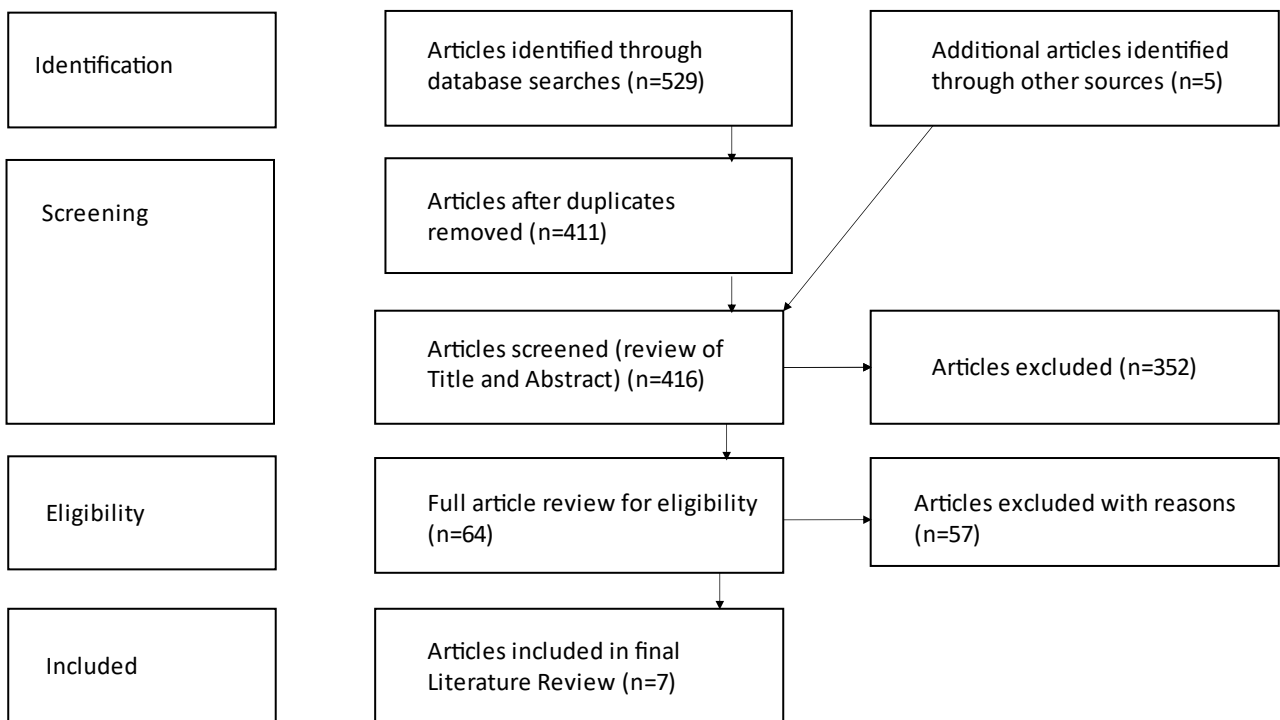 Identification
Articles identified through
database searches (n=529)
Additional articles identified
through other sources (n=5)
Screening
Articles after duplicates
removed (n=411)
Articles screened (review of
Title and Abstract) (n=416)
Articles excluded (n=352)
Eligibility
Full article review for eligibility
(n=64)
Articles excluded with reasons
(n=57)
Included
Articles included in final
Literature Review (n=7)